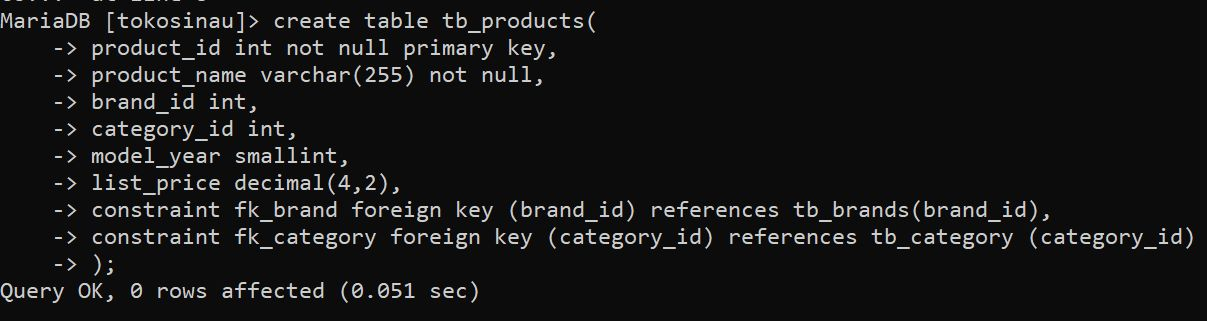 MariaDB [tokosinau]> create table tb_products(
    -> product_id int not null primary key,
    -> product_name varchar(255) not null,
    -> brand_id int,
    -> category_id int,
    -> model_year smallint,
    -> list_price decimal(4,2),
    -> constraint fk_brand foreign key (brand_id) references tb_brands(brand_id),
    -> constraint fk_category foreign key (category_id) references tb_category (category_id)
    -> );
Query OK, 0 rows affected (0.051 sec)